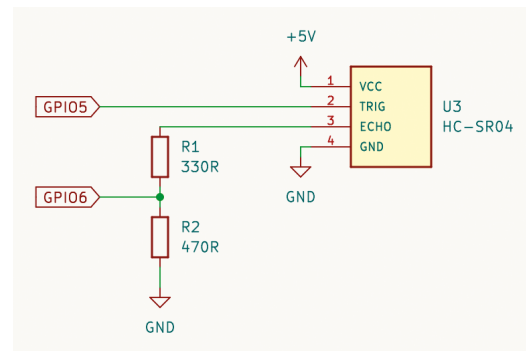 +5V
1 VCC
GPIO5
2 TRIG
U3
3 ECHO
HC-SR04
4 GND
R1
330R
GND
GPIO6
R2
470R
GND